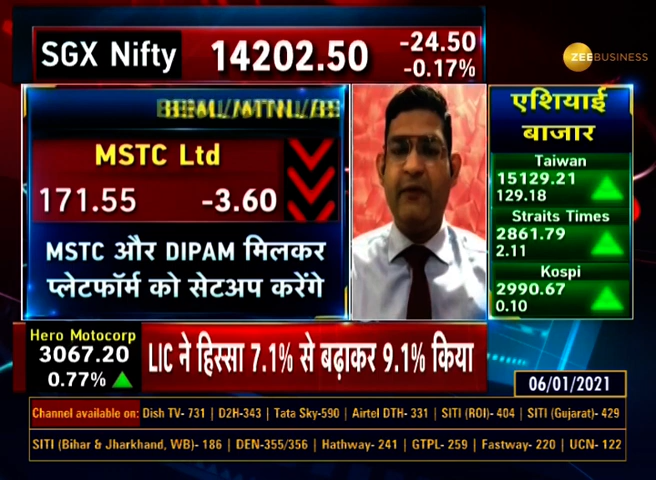 SGX Nifty 14202.50 -24.50
-0.17%
ZEEBUSINESS
MSTC Ltd
171.55 -3.60
MSTC और DIPAM मिलकर
प्लेटफॉर्म को सेटअप करेंगे
एशियाई
बाजार
Taiwan
15129.21
129.18
Straits Times
2861.79
2.11
Kospi
2990.67
0.10
Hero Motocorp
3067.20
0.77%
LIC ने हिस्सा 7.1% से बढ़ाकर 9.1% किया
06/01/2021
Channel available on: Dish TV- 731 | D2H-343 | Tata Sky-590 | Airtel DTH- 331 | SITI (ROI)- 404 | SITI (Gujarat)- 429
SITI (Bihar & Jharkhand, WB)- 186 | DEN-355/356 | Hathway- 241 | GTPL- 259 | Fastway- 220 | UCN- 122